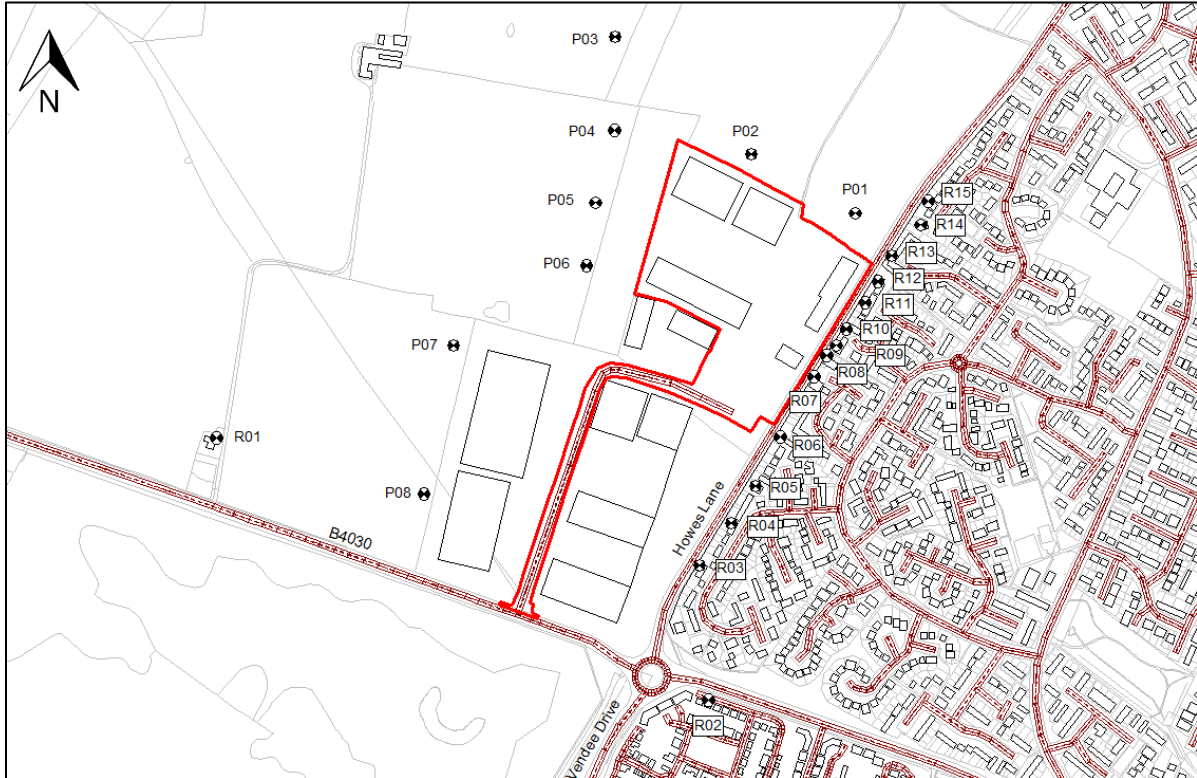 P03
N
P04
P02
P05
P01
R15
R14
P06
R13
R12
R11
R10
P07
R09
R08
R07
R01
R06
P08
R05
Howes Lane
R04
B4030
R03
R02
Vendee Drive